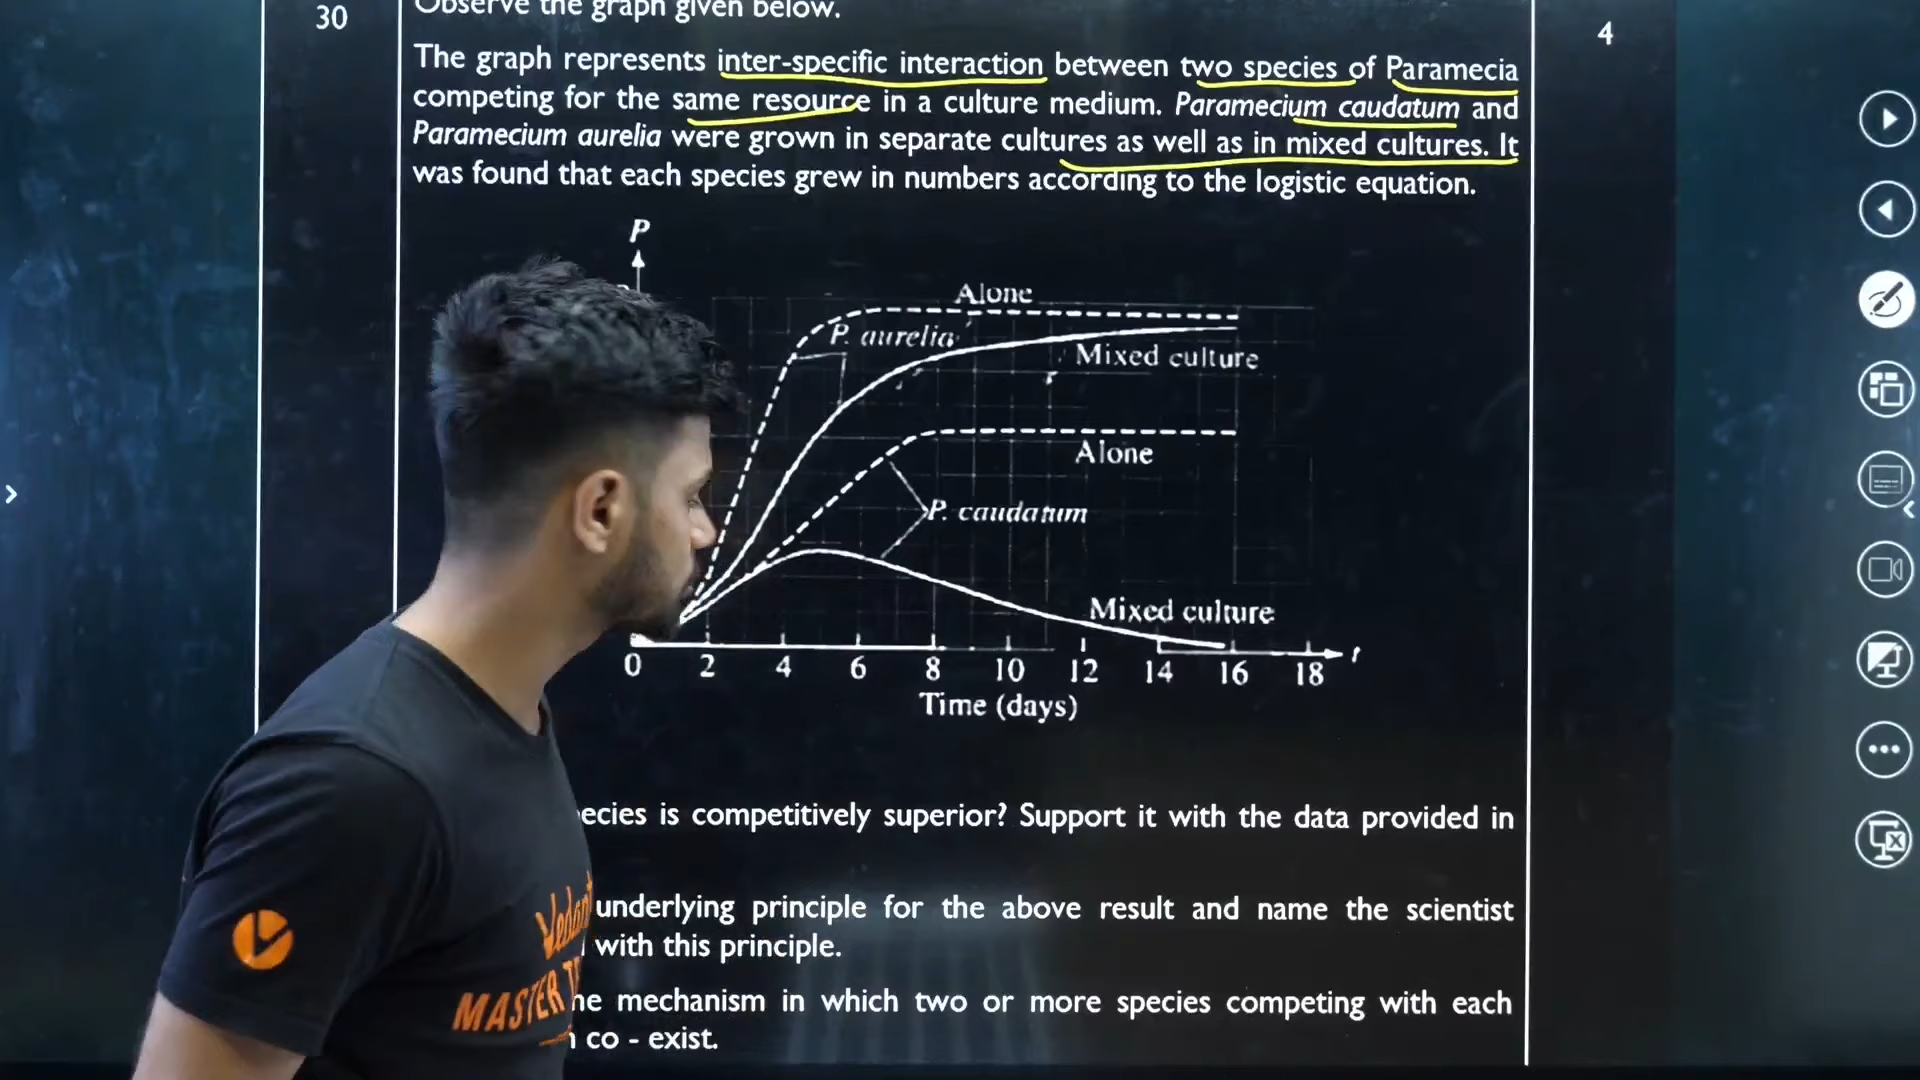 30
Observe the graph given below.
4
The graph represents inter-specific interaction between two species of Paramecia
competing for the same resource in a culture medium. Paramecium caudatum and
Paramecium aurelia were grown in separate cultures as well as in mixed cultures. It
was found that each species grew in numbers according to the logistic equation.
P
Alone
P. aurelia
Mixed culture
Alone
P. caudatum
Mixed culture
0 2 4 6 8 10 12 14 16 18 t
Time (days)
is competitively superior? Support it with the data provided in
underlying principle for the above result and name the scientist
with this principle.
mechanism in which two or more species competing with each
co - exist.
MASTER